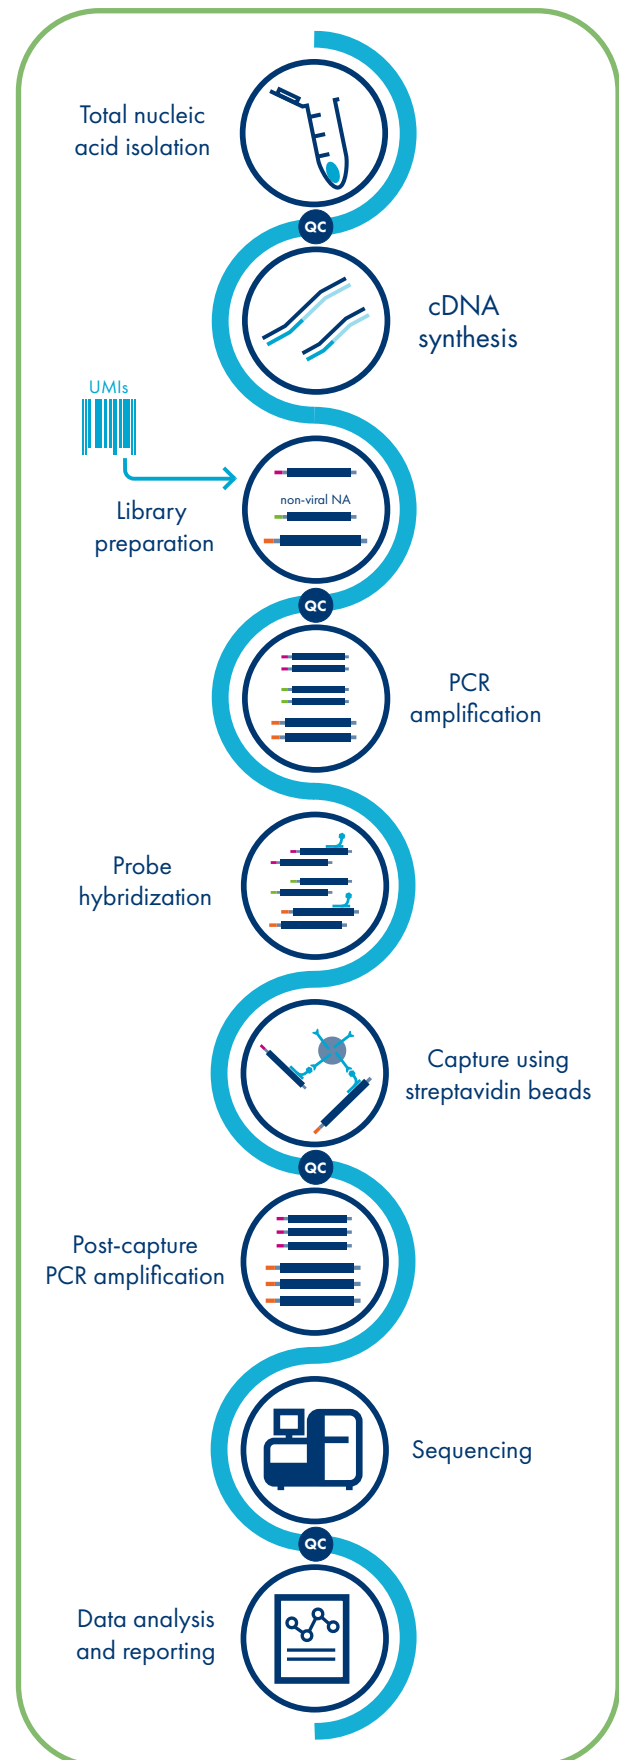 Total nucleic
acid isolation
QC
cDNA
synthesis
UMIs
Library
preparation
non-viral NA
QC
PCR
amplification
Probe
hybridization
Capture using
streptavidin beads
QC
Post-capture
PCR amplification
Sequencing
QC
Data analysis
and reporting